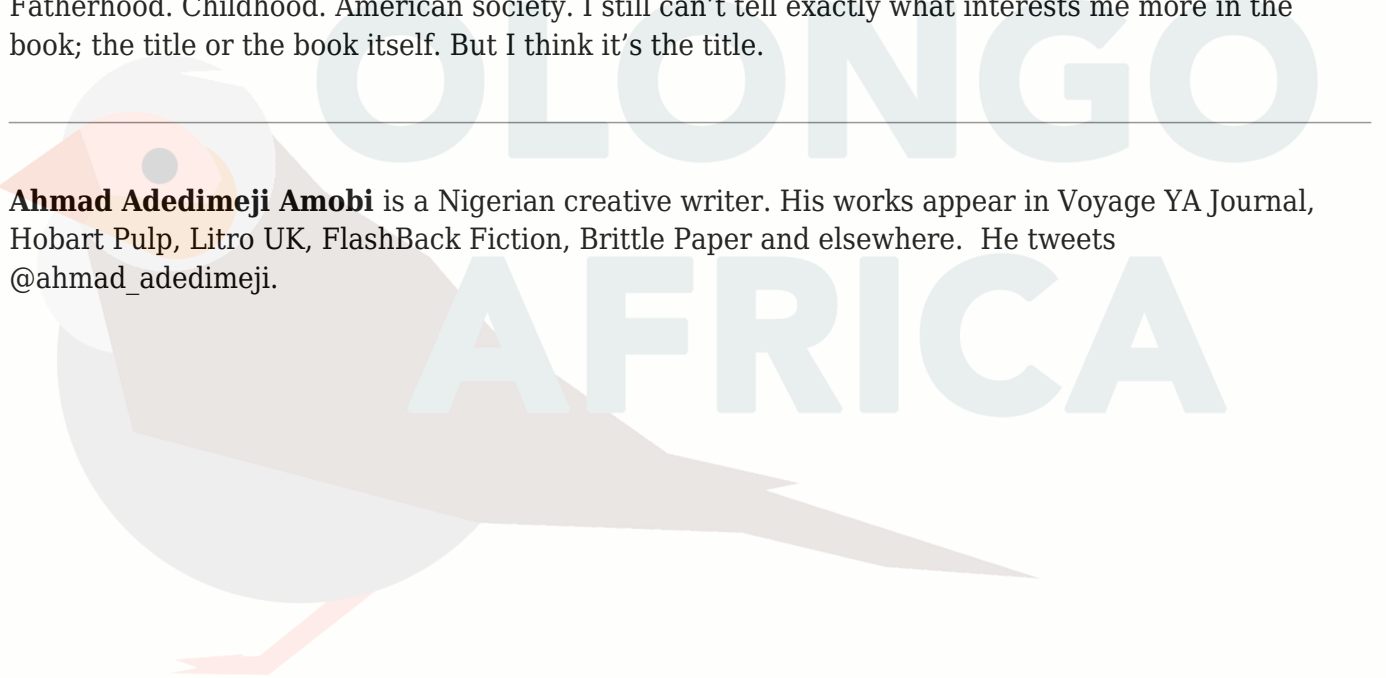 Fatherhood. Childhood. American society. I still can’t tell exactly what interests me more in the
book; the title or the book itself. But I think it’s the title.
OLONGO
Ahmad Adedimeji Amobi is a Nigerian creative writer. His works appear in Voyage YA Journal,
Hobart Pulp, Litro UK, FlashBack Fiction, Brittle Paper and elsewhere.  He tweets
@ahmad_adedimeji.
AFRICA